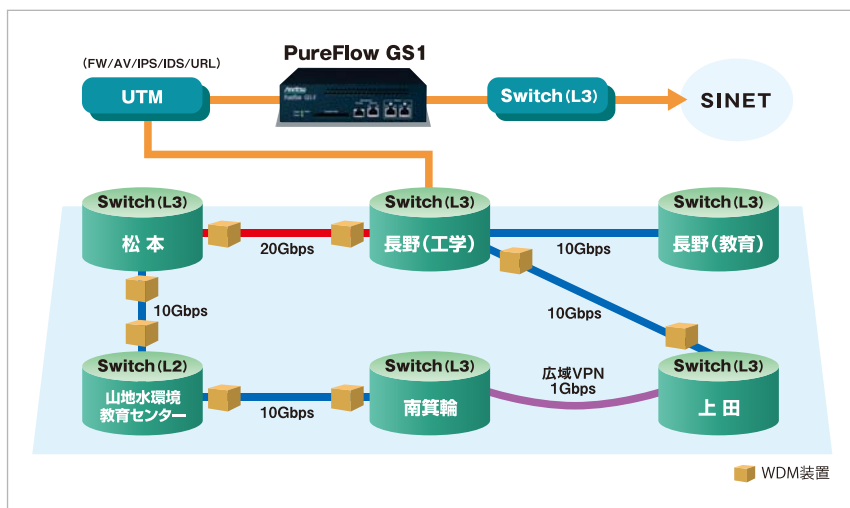 PureFlow GS1
(FW/AV/IPS/IDS/URL)
UTM
Anritsu
PureFlow GS1-F
Switch(L3)
SINET
Switch(L3)
松本
Switch(L3)
長野(工学)
Switch(L3)
長野(教育)
20Gbps
10Gbps
10Gbps
10Gbps
Switch(L2)
山地水環境
教育センター
10Gbps
Switch(L3)
南箕輪
広域VPN
1Gbps
Switch(L3)
上田
WDM装置